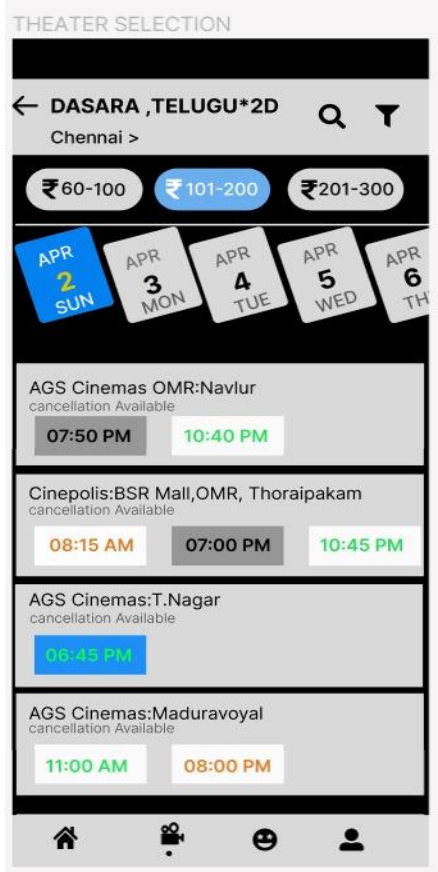 THEATER SELECTION
DASARA ,TELUGU*2D
Chennai >
₹60-100 ₹101-200 ₹201-300
APR 2 SUN
APR 3 MON
APR 4 TUE
APR 5 WED
APR 6 TH
AGS Cinemas OMR:Navlur
cancellation Available
07:50 PM 10:40 PM
Cinepolis:BSR Mall,OMR, Thoraipakam
cancellation Available
08:15 AM 07:00 PM 10:45 PM
AGS Cinemas:T.Nagar
cancellation Available
06:45 PM
AGS Cinemas:Maduravoyal
cancellation Available
11:00 AM 08:00 PM